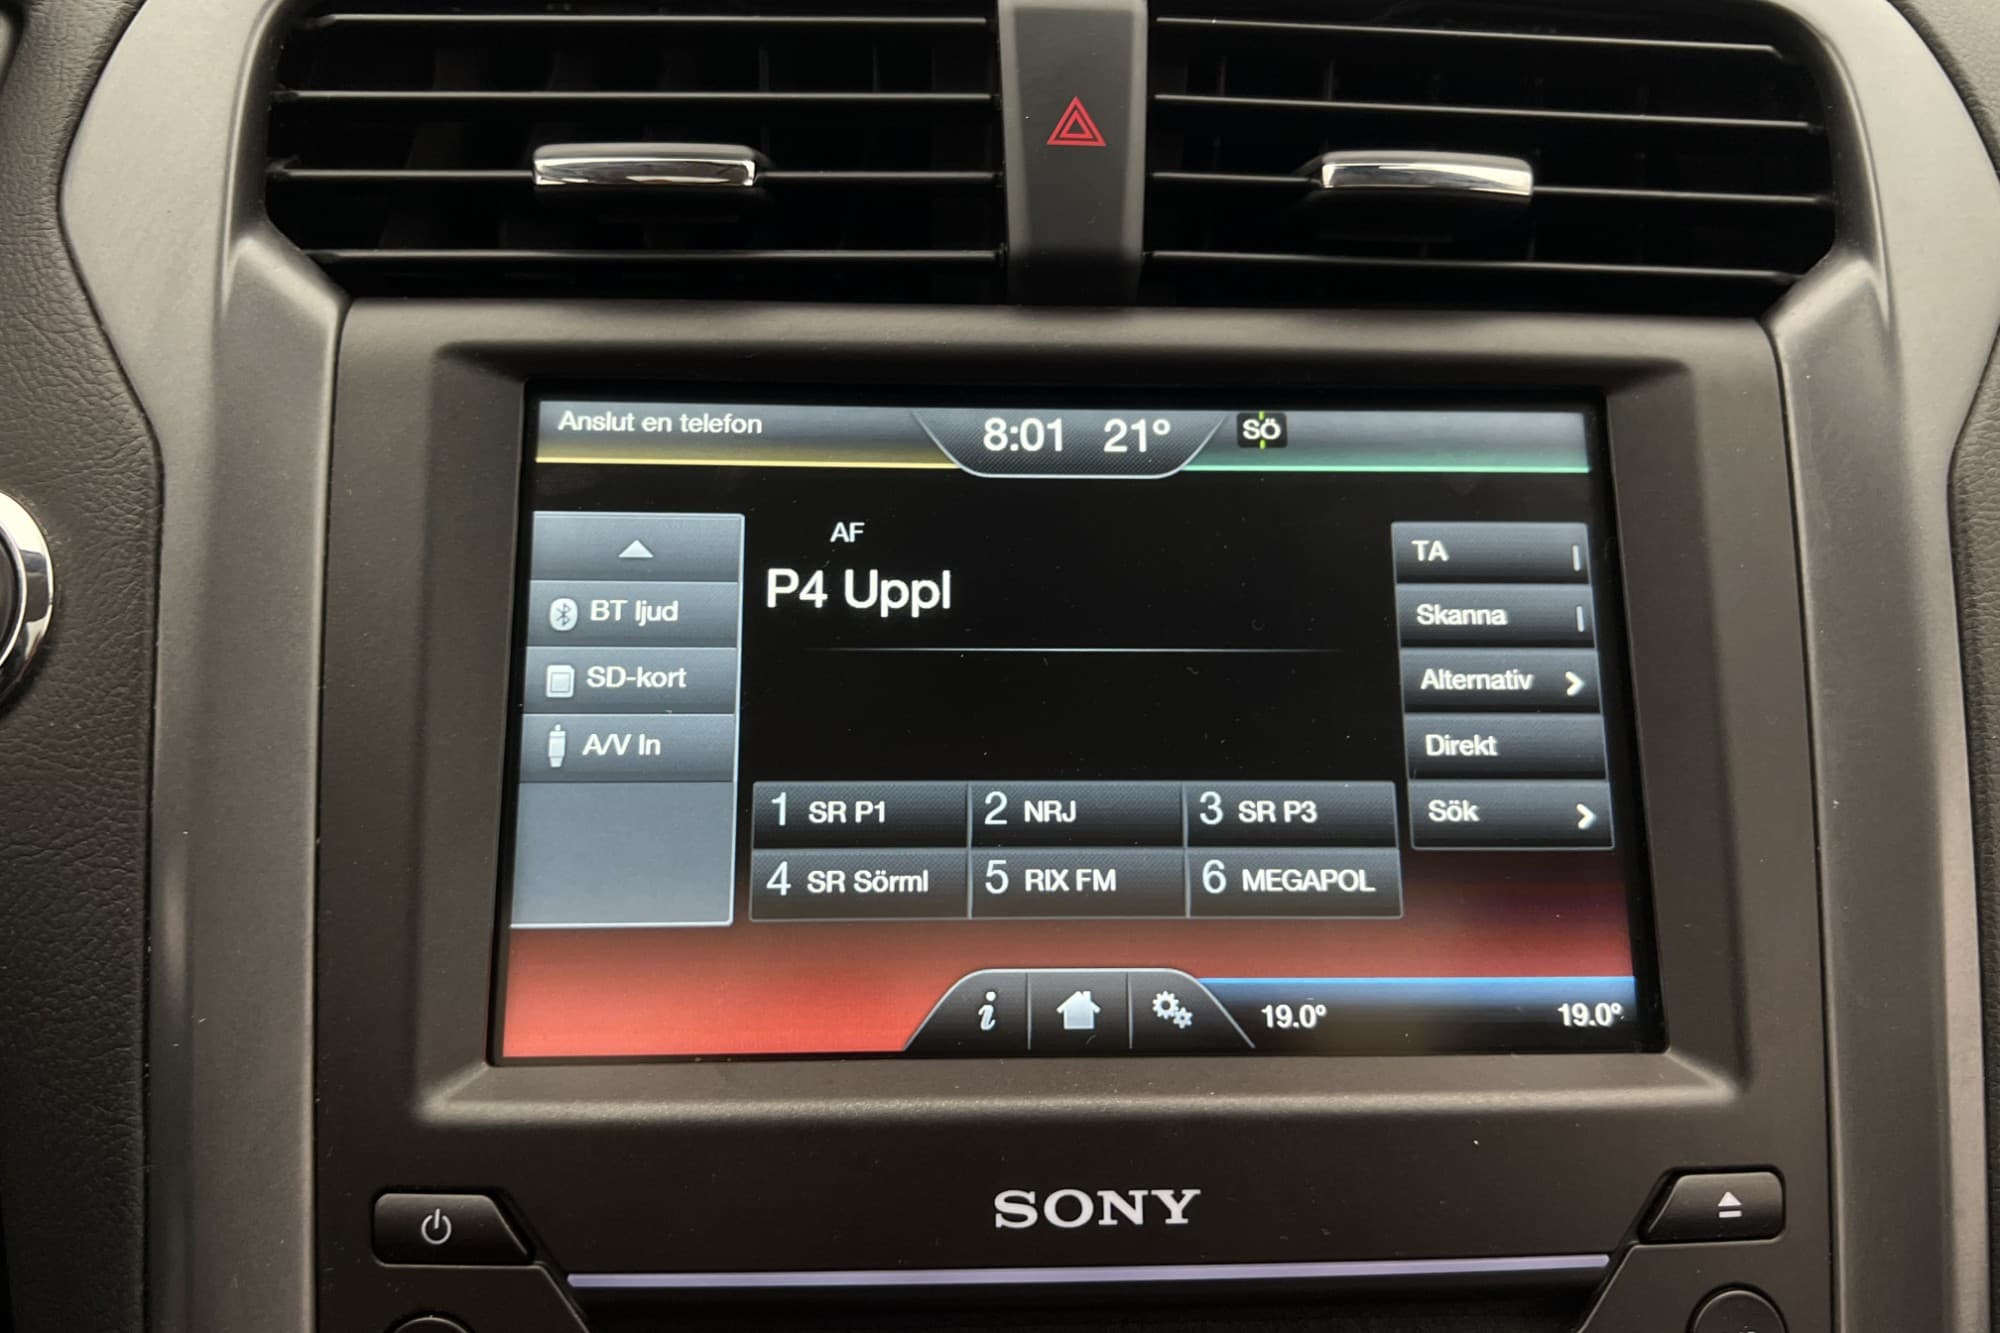 Anslut en telefon
8:01 21°
SÖ
AF
P4 Uppl
BT ljud
SD-kort
A/V In
TA
Skanna
Alternativ
Direkt
Sök
1 SR P1
2 NRJ
3 SR P3
4 SR Sörml
5 RIX FM
6 MEGAPOL
i
19.0°
19.0°
SONY